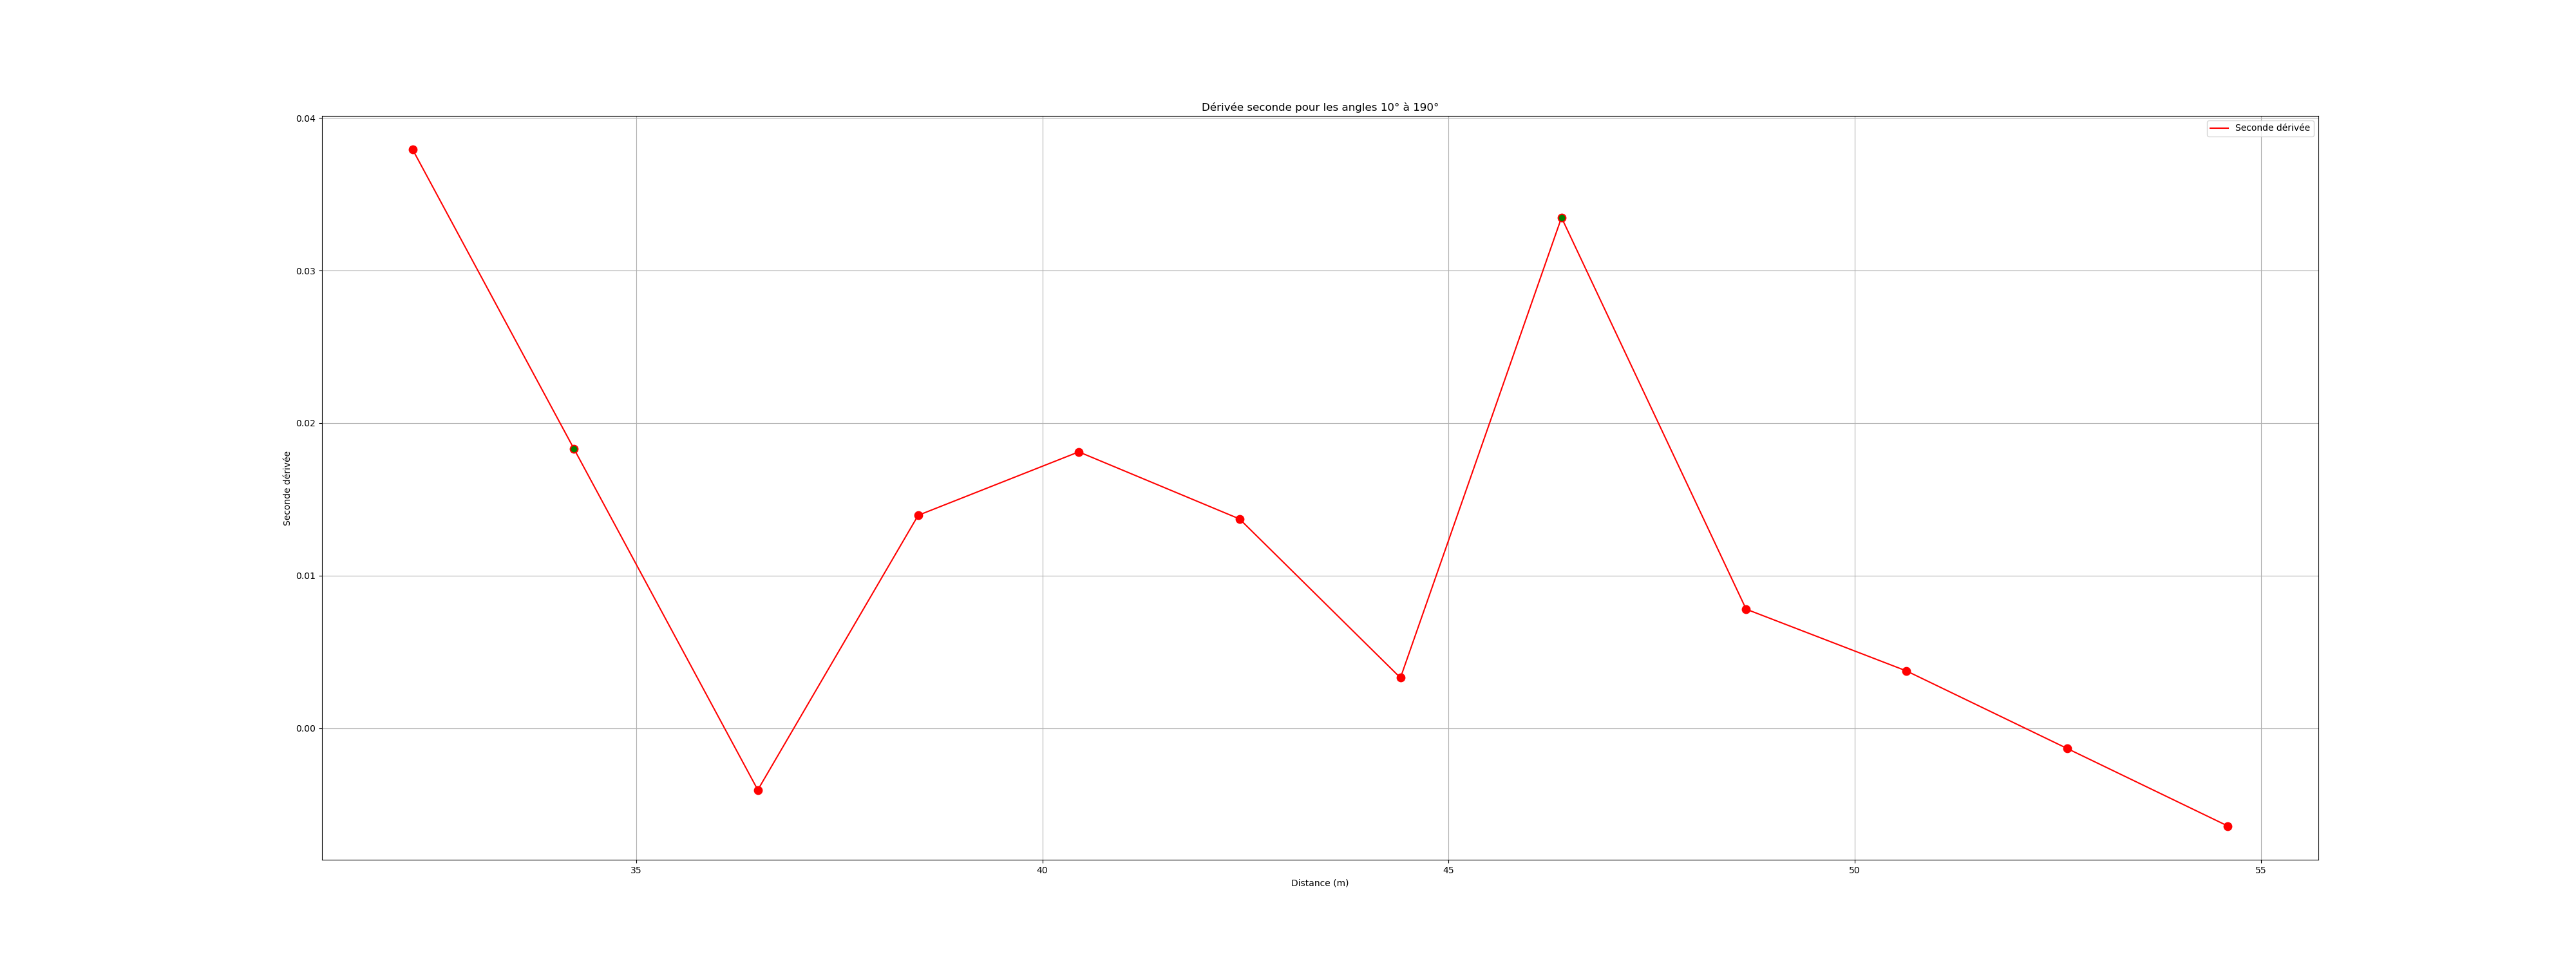 Dérivée seconde pour les angles 10° à 190°
Seconde dérivée
0.04
0.03
0.02
0.01
0.00
Seconde dérivée
35
40
45
50
55
Distance (m)